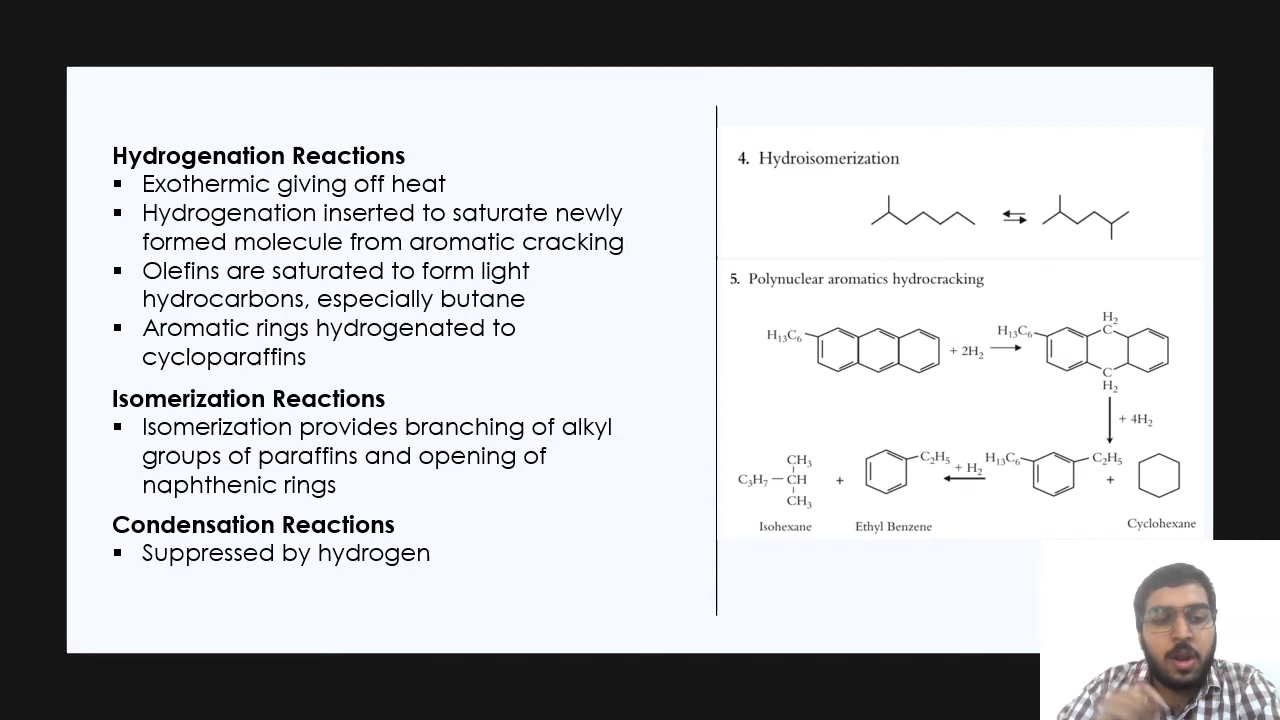 Hydrogenation Reactions
▪ Exothermic giving off heat
▪ Hydrogenation inserted to saturate newly
formed molecule from aromatic cracking
▪ Olefins are saturated to form light
hydrocarbons, especially butane
▪ Aromatic rings hydrogenated to
cycloparaffins
Isomerization Reactions
▪ Isomerization provides branching of alkyl
groups of paraffins and opening of
naphthenic rings
Condensation Reactions
▪ Suppressed by hydrogen
4. Hydroisomerization
5. Polynuclear aromatics hydrocracking
H₁₃C₆
+ 2H₂
H₁₃C₆
H₂
C
C
H₂
+ 4H₂
CH₃
C₃H₇ — CH
CH₃
+
C₂H₅
+ H₂
H₁₃C₆
C₂H₅
+
Isohexane
Ethyl Benzene
Cyclohexane